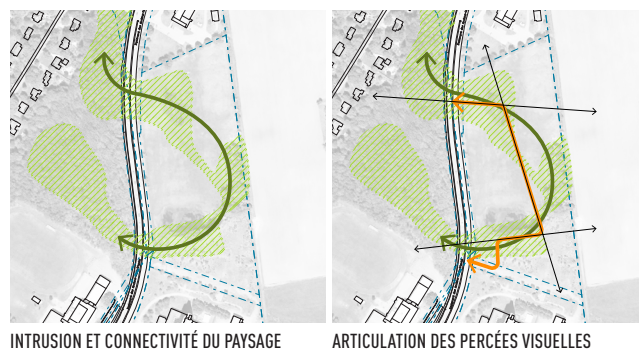 INTRUSION ET CONNECTIVITÉ DU PAYSAGE
ARTICULATION DES PERCÉES VISUELLES